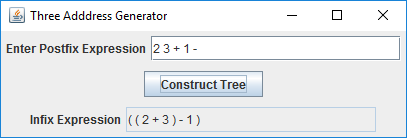 Three Adddress Generator
Enter Postfix Expression 2 3 + 1 -
Construct Tree
Infix Expression ( ( 2 + 3 ) - 1 )